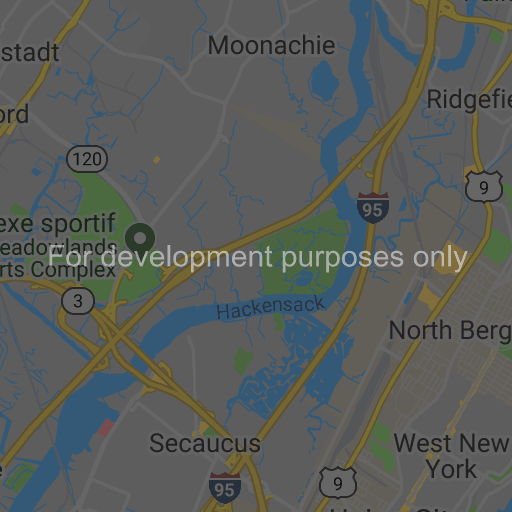 Moonachie
stadt
Ridgefie
ord
120
9
exe sportif
95
Meadowlands
rts Complex
For development purposes only
3
Hackensack
North Berg
Secaucus
West New
York
9
95